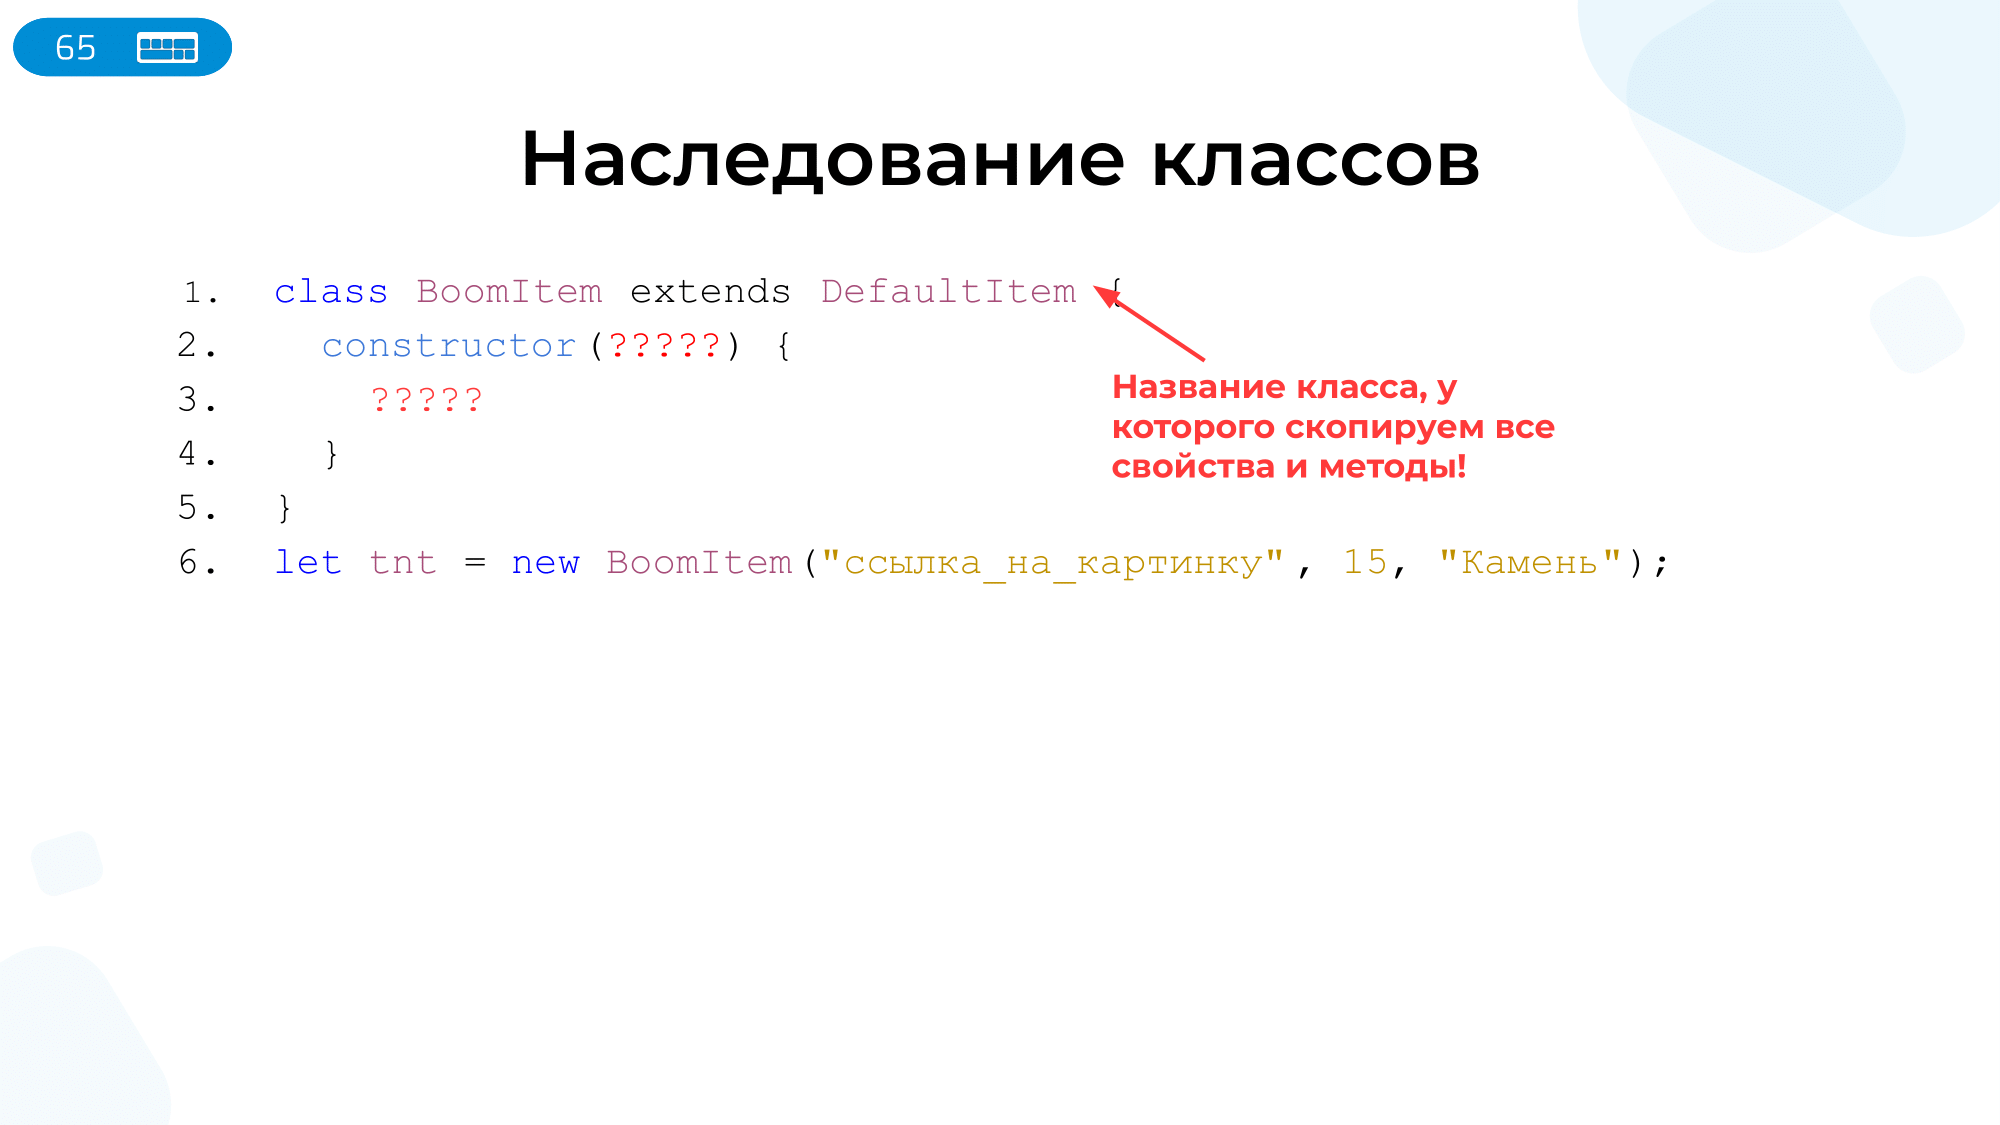 65
Наследование классов
1. class BoomItem extends DefaultItem {
2. constructor(?????) {
3. ?????
4. }
5. }
6. let tnt = new BoomItem("ссылка_на_картинку", 15, "Камень");
Название класса, у
которого скопируем все
свойства и методы!